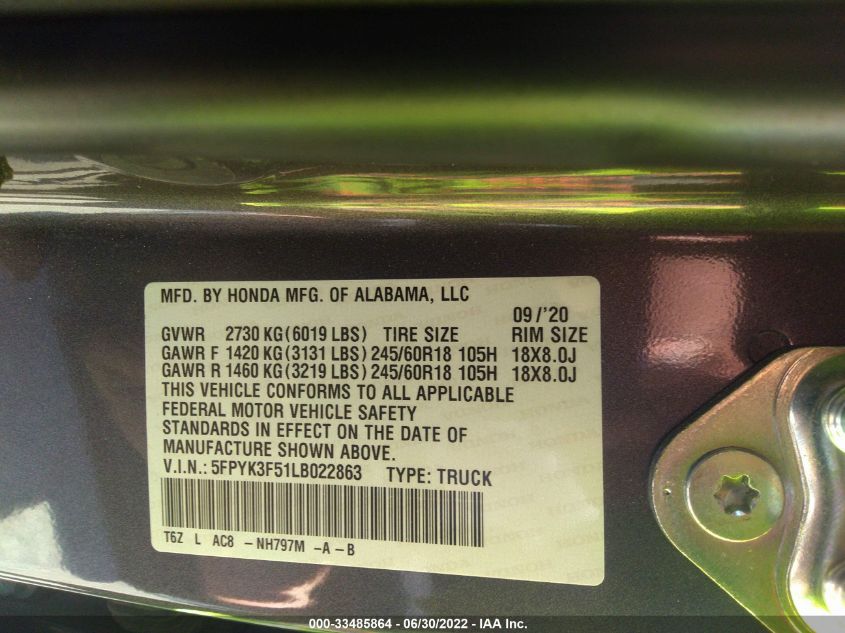 MFD. BY HONDA MFG. OF ALABAMA, LLC
09/'20
GVWR 2730 KG(6019 LBS) TIRE SIZE RIM SIZE
GAWR F 1420 KG(3131 LBS) 245/60R18 105H 18X8.0J
GAWR R 1460 KG(3219 LBS) 245/60R18 105H 18X8.0J
THIS VEHICLE CONFORMS TO ALL APPLICABLE
FEDERAL MOTOR VEHICLE SAFETY
STANDARDS IN EFFECT ON THE DATE OF
MANUFACTURE SHOWN ABOVE.
V.I.N.: 5FPYK3F51LB022863 TYPE: TRUCK
T6Z L AC8 -NH797M -A-B
000-33485864 - 06/30/2022 - IAA Inc.